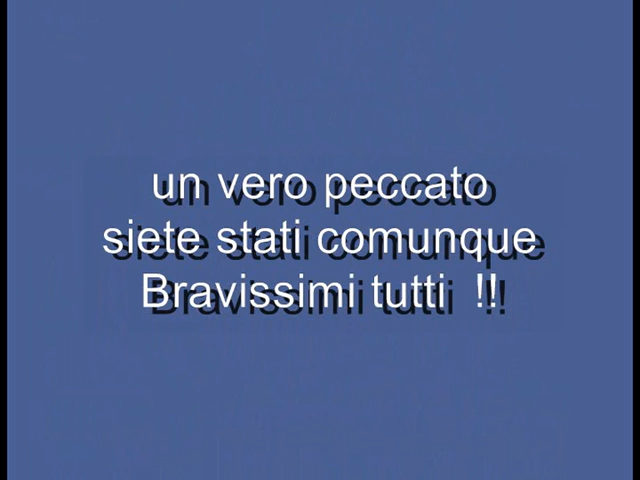 un vero peccato
siete stati comunque
Bravissimi tutti  !!